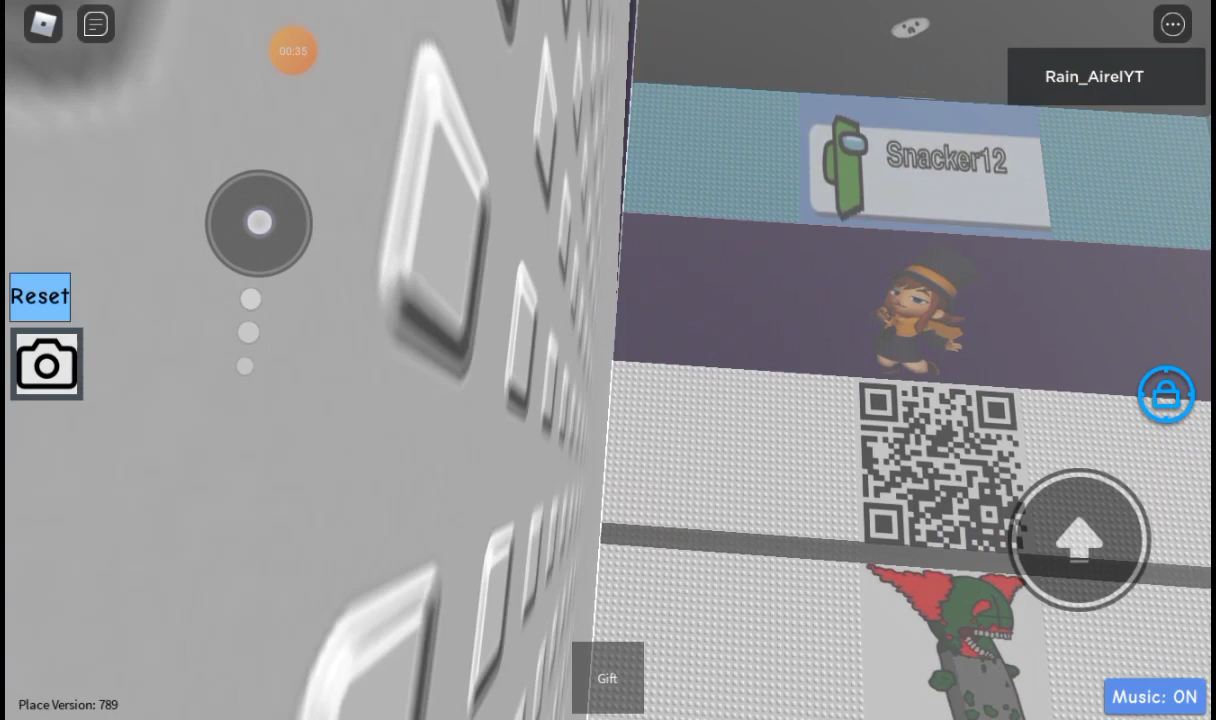 00:35
Rain_AirelYT
Snacker12
Reset
Gift
Music: ON
Place Version: 789